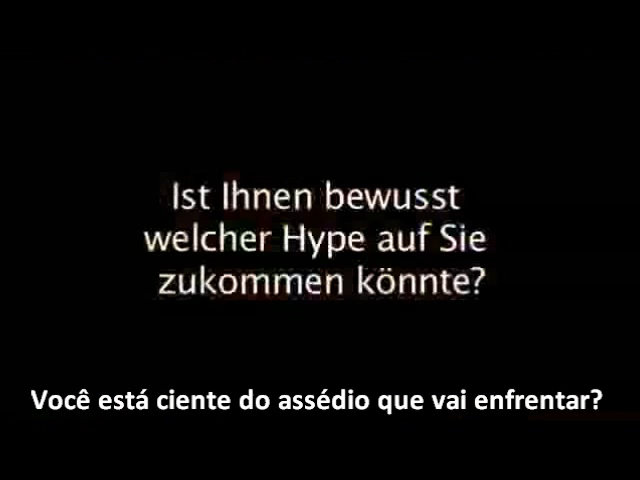 Ist Ihnen bewusst
welcher Hype auf Sie
zukommen könnte?
Você está ciente do assédio que vai enfrentar?